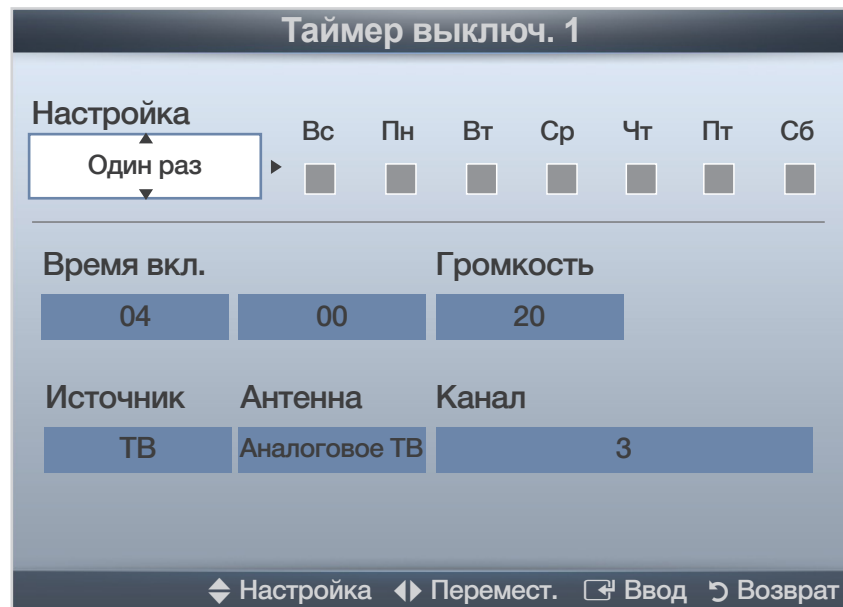 Таймер выключ. 1
Настройка
Вс Пн Вт Ср Чт Пт Сб
Один раз
Время вкл. Громкость
04 00 20
Источник Антенна Канал
ТВ Аналоговое ТВ 3
Настройка Перемест. Ввод Возврат